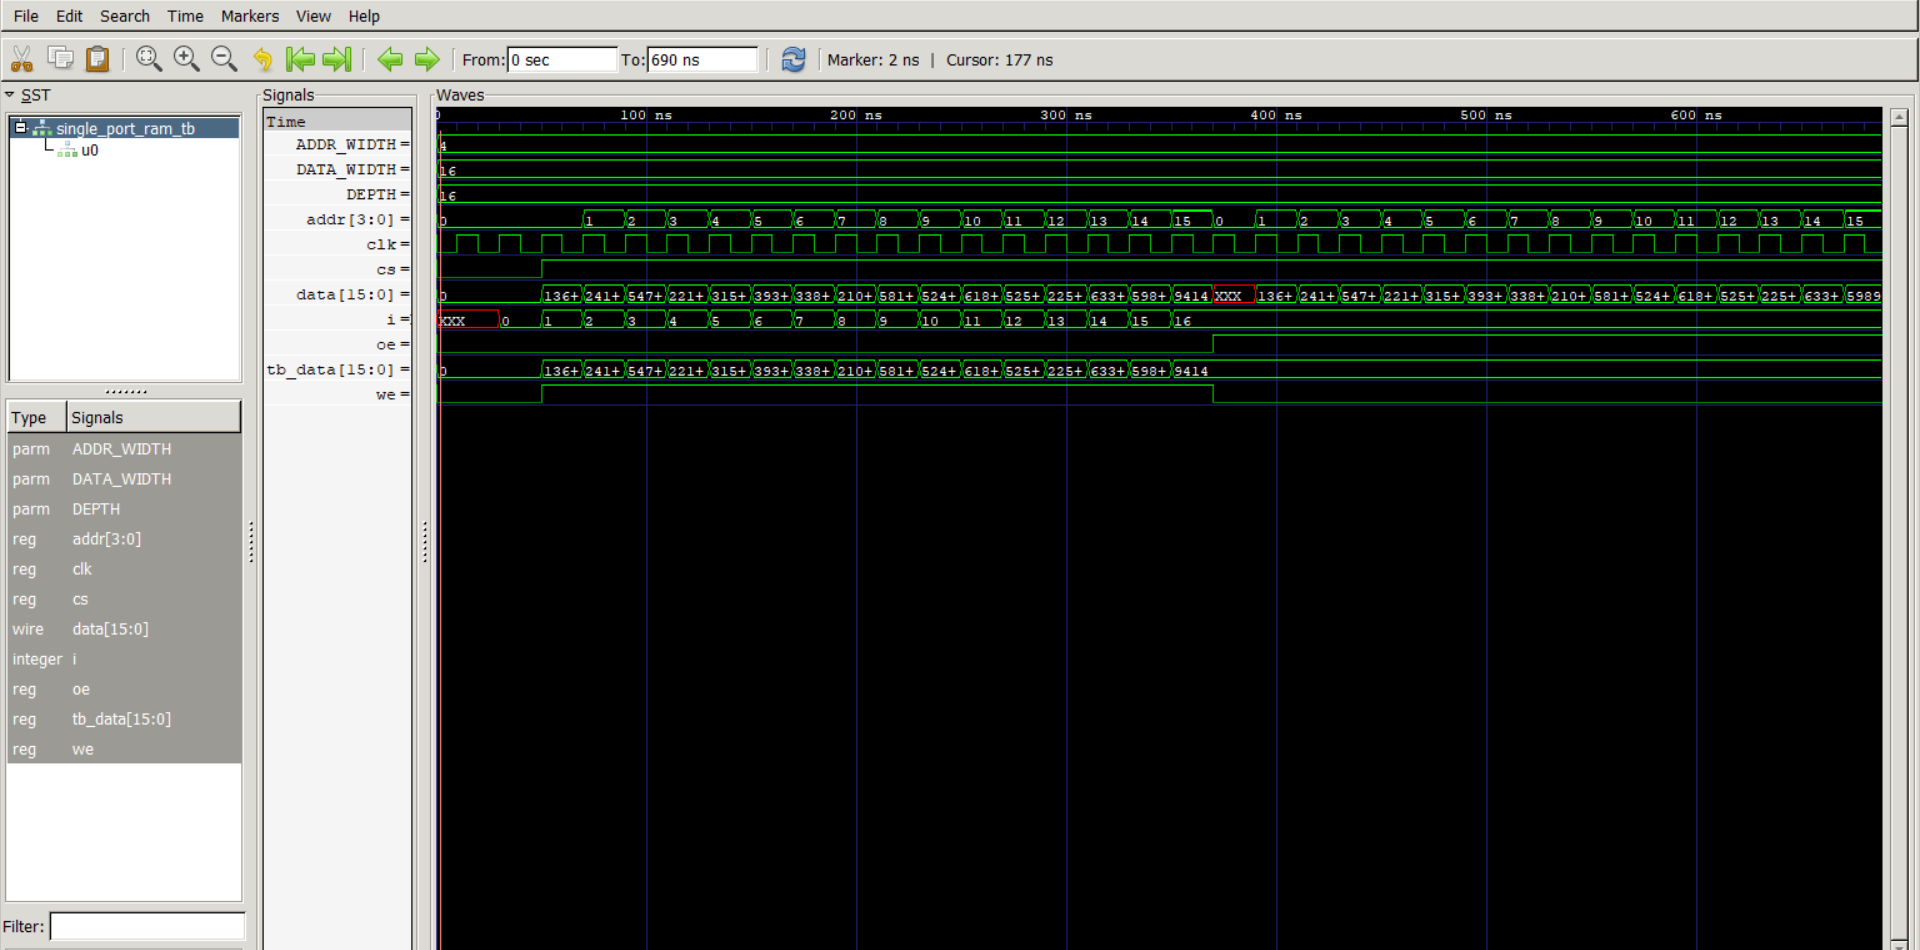 File Edit Search Time Markers View Help
From: 0 sec To: 690 ns Marker: 2 ns | Cursor: 177 ns
SST
single_port_ram_tb
u0
Type Signals
parm ADDR_WIDTH
parm DATA_WIDTH
parm DEPTH
reg addr[3:0]
reg clk
reg cs
wire data[15:0]
integer i
reg oe
reg tb_data[15:0]
reg we
Filter:
Signals
Time
ADDR_WIDTH =
DATA_WIDTH =
DEPTH =
addr[3:0] =
clk =
cs =
data[15:0] =
i =
oe =
tb_data[15:0] =
we =
Waves
0 100 ns 200 ns 300 ns 400 ns 500 ns 600 ns
4
16
16
0 1 2 3 4 5 6 7 8 9 10 11 12 13 14 15 0 1 2 3 4 5 6 7 8 9 10 11 12 13 14 15
0 136+ 241+ 547+ 221+ 315+ 393+ 338+ 210+ 581+ 524+ 618+ 525+ 225+ 633+ 598+ 9414 XXX 136+ 241+ 547+ 221+ 315+ 393+ 338+ 210+ 581+ 524+ 618+ 525+ 225+ 633+ 5989
XXX 0 1 2 3 4 5 6 7 8 9 10 11 12 13 14 15 16
0 136+ 241+ 547+ 221+ 315+ 393+ 338+ 210+ 581+ 524+ 618+ 525+ 225+ 633+ 598+ 9414